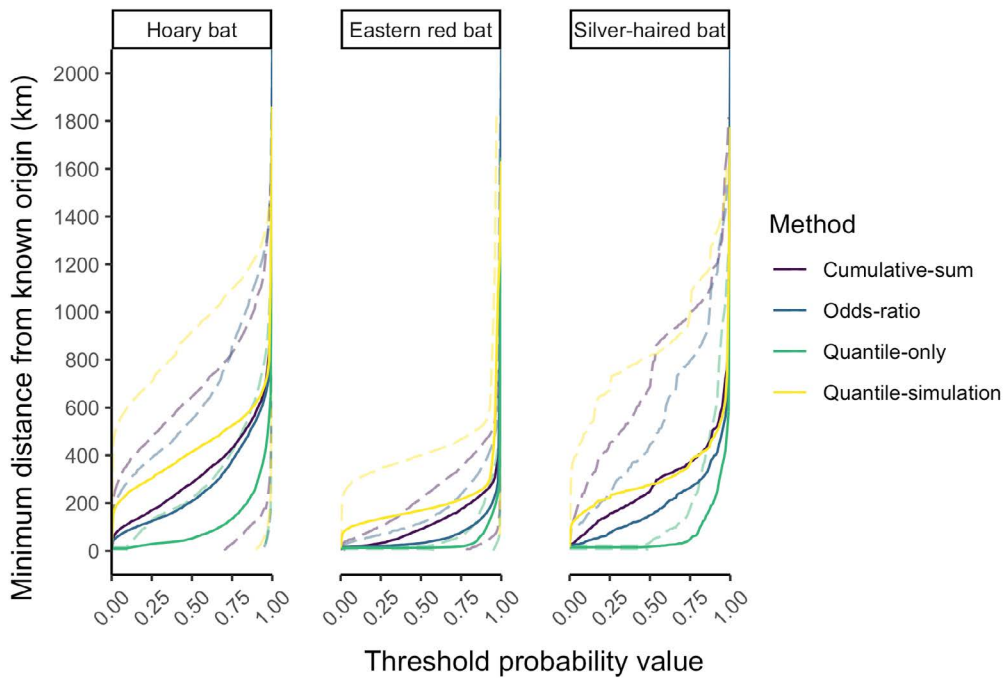 Hoary bat
Eastern red bat
Silver-haired bat
Minimum distance from known origin (km)
2000
1800
1600
1400
1200
1000
800
600
400
200
0
0.00 0.25 0.50 0.75 1.00
0.00 0.25 0.50 0.75 1.00
0.00 0.25 0.50 0.75 1.00
Threshold probability value
Method
Cumulative-sum
Odds-ratio
Quantile-only
Quantile-simulation